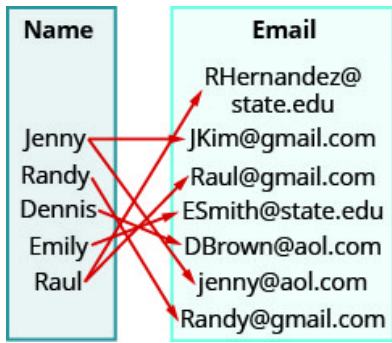 Name
Jenny
Randy
Dennis
Emily
Raul
Email
RHernandez@
state.edu
JKim@gmail.com
Raul@gmail.com
ESmith@state.edu
DBrown@aol.com
jenny@aol.com
Randy@gmail.com